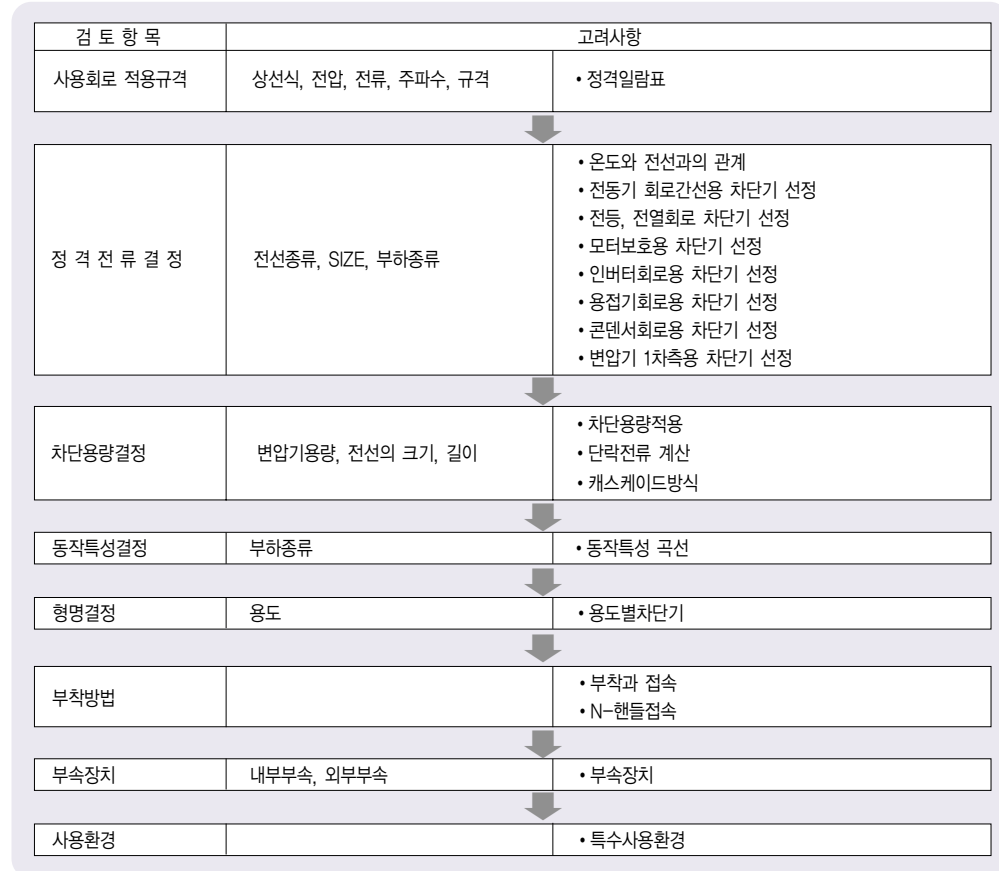 검 토 항 목 고려사항
사용회로 적용규격 상선식, 전압, 전류, 주파수, 규격 • 정격일람표
• 온도와 전선과의 관계
• 전동기 회로간선용 차단기 선정
• 전등, 전열회로 차단기 선정
• 모터보호용 차단기 선정
정 격 전 류 결 정 전선종류, SIZE, 부하종류
• 인버터회로용 차단기 선정
• 용접기회로용 차단기 선정
• 콘덴서회로용 차단기 선정
• 변압기 1차측용 차단기 선정
• 차단용량적용
차단용량결정 변압기용량, 전선의 크기, 길이 • 단락전류 계산
• 캐스케이드방식
동작특성결정 부하종류 • 동작특성 곡선
형명결정 용도 • 용도별차단기
부착방법
• 부착과 접속
• N-핸들접속
부속장치 내부부속, 외부부속 • 부속장치
사용환경 • 특수사용환경